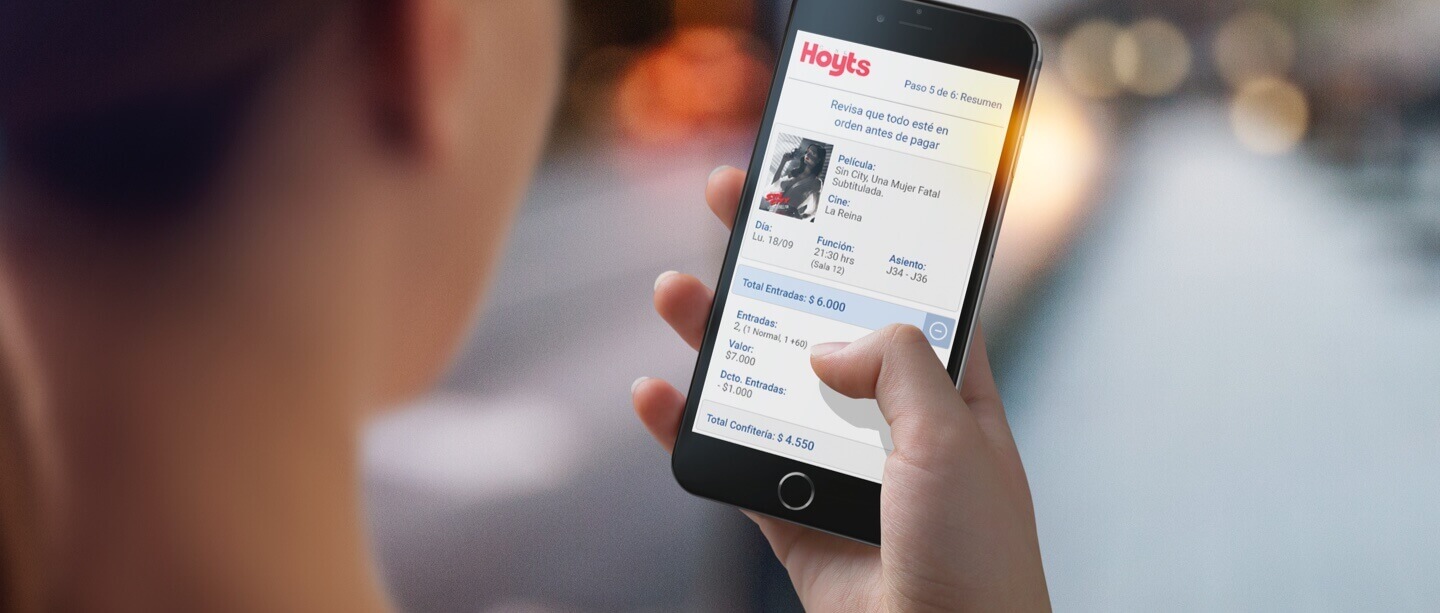 Hoyts
Paso 5 de 6: Resumen
Revisa que todo esté en
orden antes de pagar
Película:
Sin City, Una Mujer Fatal
Subtitulada.
Cine:
La Reina
Día:
Lu. 18/09
Función:
21:30 hrs
(Sala 12)
Asiento:
J34 - J36
Total Entradas: $ 6.000
Entradas:
2, (1 Normal, 1 +60)
Valor:
$7.000
Dcto. Entradas:
- $1.000
Total Confitería: $ 4.550